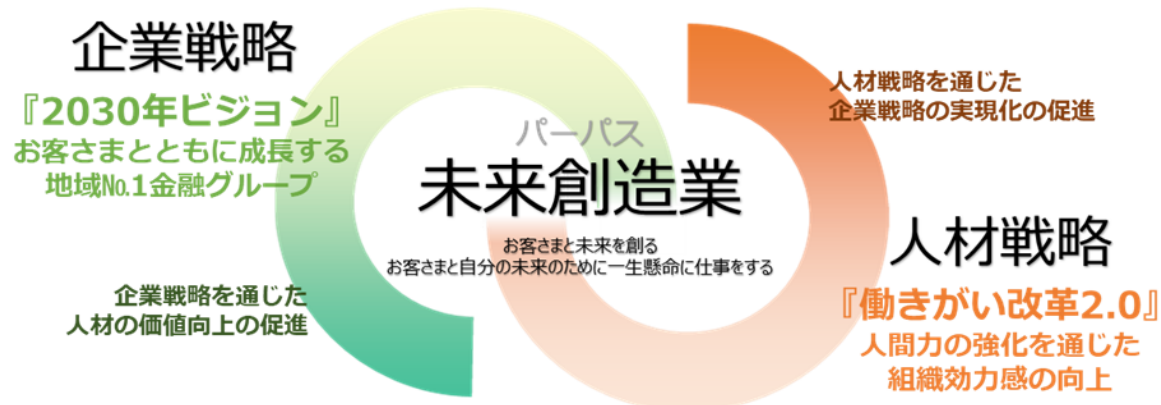 企業戦略
『2030年ビジョン』
お客さまとともに成長する
地域№1金融グループ
企業戦略を通じた
人材の価値向上の促進
パーパス
未来創造業
お客さまと未来を創る
お客さまと自分の未来のために一生懸命に仕事をする
人材戦略を通じた
企業戦略の実現化の促進
人材戦略
『働きがい改革2.0』
人間力の強化を通じた
組織効力感の向上